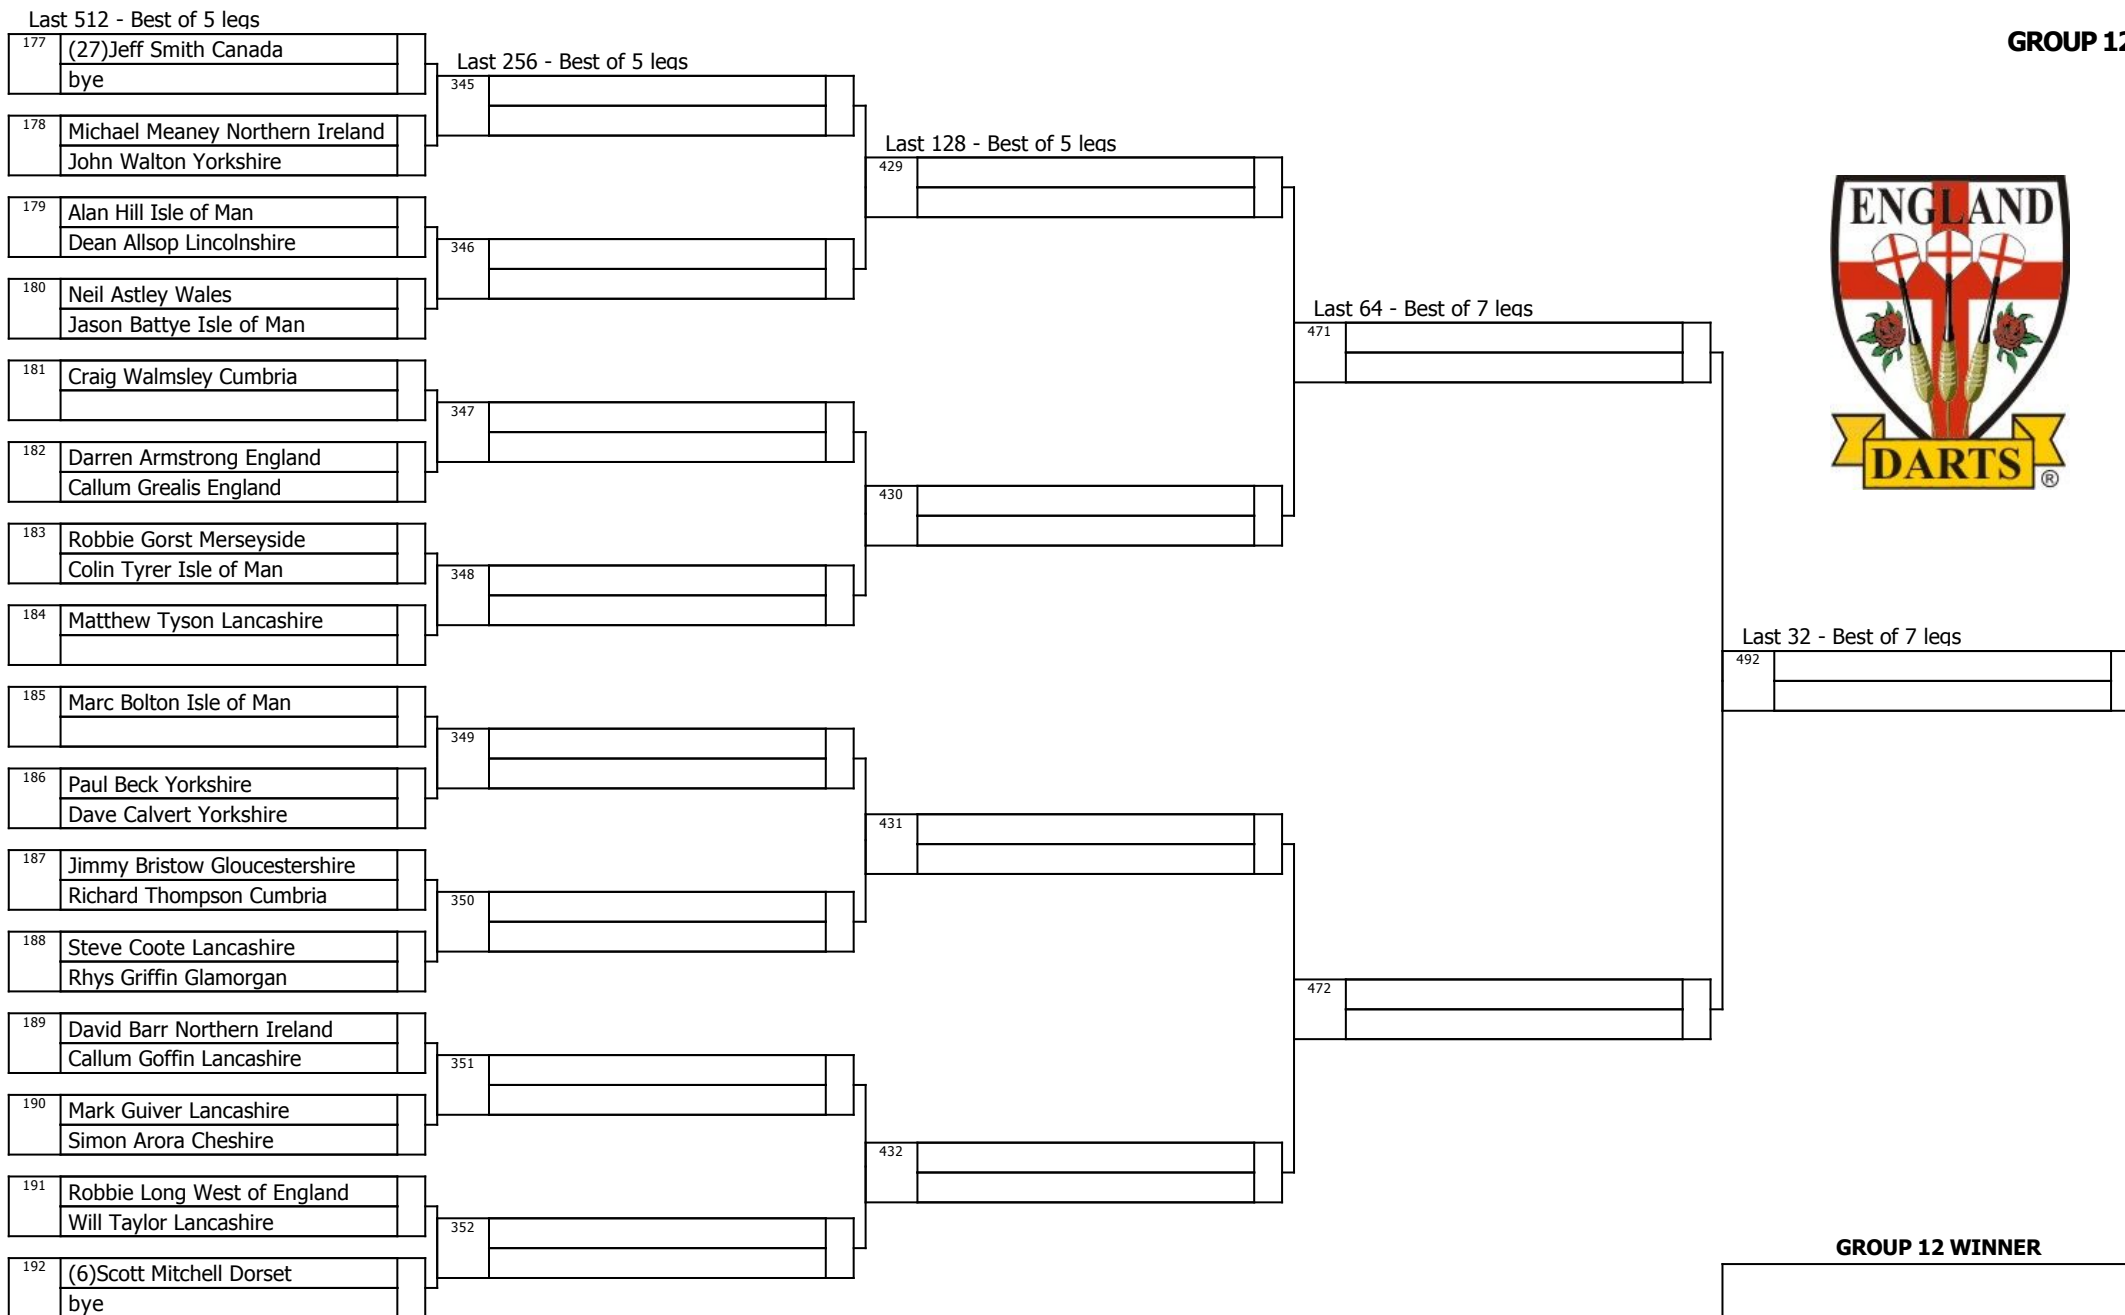 Last 512 - Best of 5 legs
GROUP 12
177
(27)Jeff Smith Canada
bye
178
Michael Meaney Northern Ireland
John Walton Yorkshire
179
Alan Hill Isle of Man
Dean Allsop Lincolnshire
180
Neil Astley Wales
Jason Battye Isle of Man
181
Craig Walmsley Cumbria
182
Darren Armstrong England
Callum Grealis England
183
Robbie Gorst Merseyside
Colin Tyrer Isle of Man
184
Matthew Tyson Lancashire
185
Marc Bolton Isle of Man
186
Paul Beck Yorkshire
Dave Calvert Yorkshire
187
Jimmy Bristow Gloucestershire
Richard Thompson Cumbria
188
Steve Coote Lancashire
Rhys Griffin Glamorgan
189
David Barr Northern Ireland
Callum Goffin Lancashire
190
Mark Guiver Lancashire
Simon Arora Cheshire
191
Robbie Long West of England
Will Taylor Lancashire
192
(6)Scott Mitchell Dorset
bye
Last 256 - Best of 5 legs
345
346
347
348
349
350
351
352
Last 128 - Best of 5 legs
429
430
431
432
Last 64 - Best of 7 legs
471
472
Last 32 - Best of 7 legs
492
ENGLAND
DARTS ®
GROUP 12 WINNER